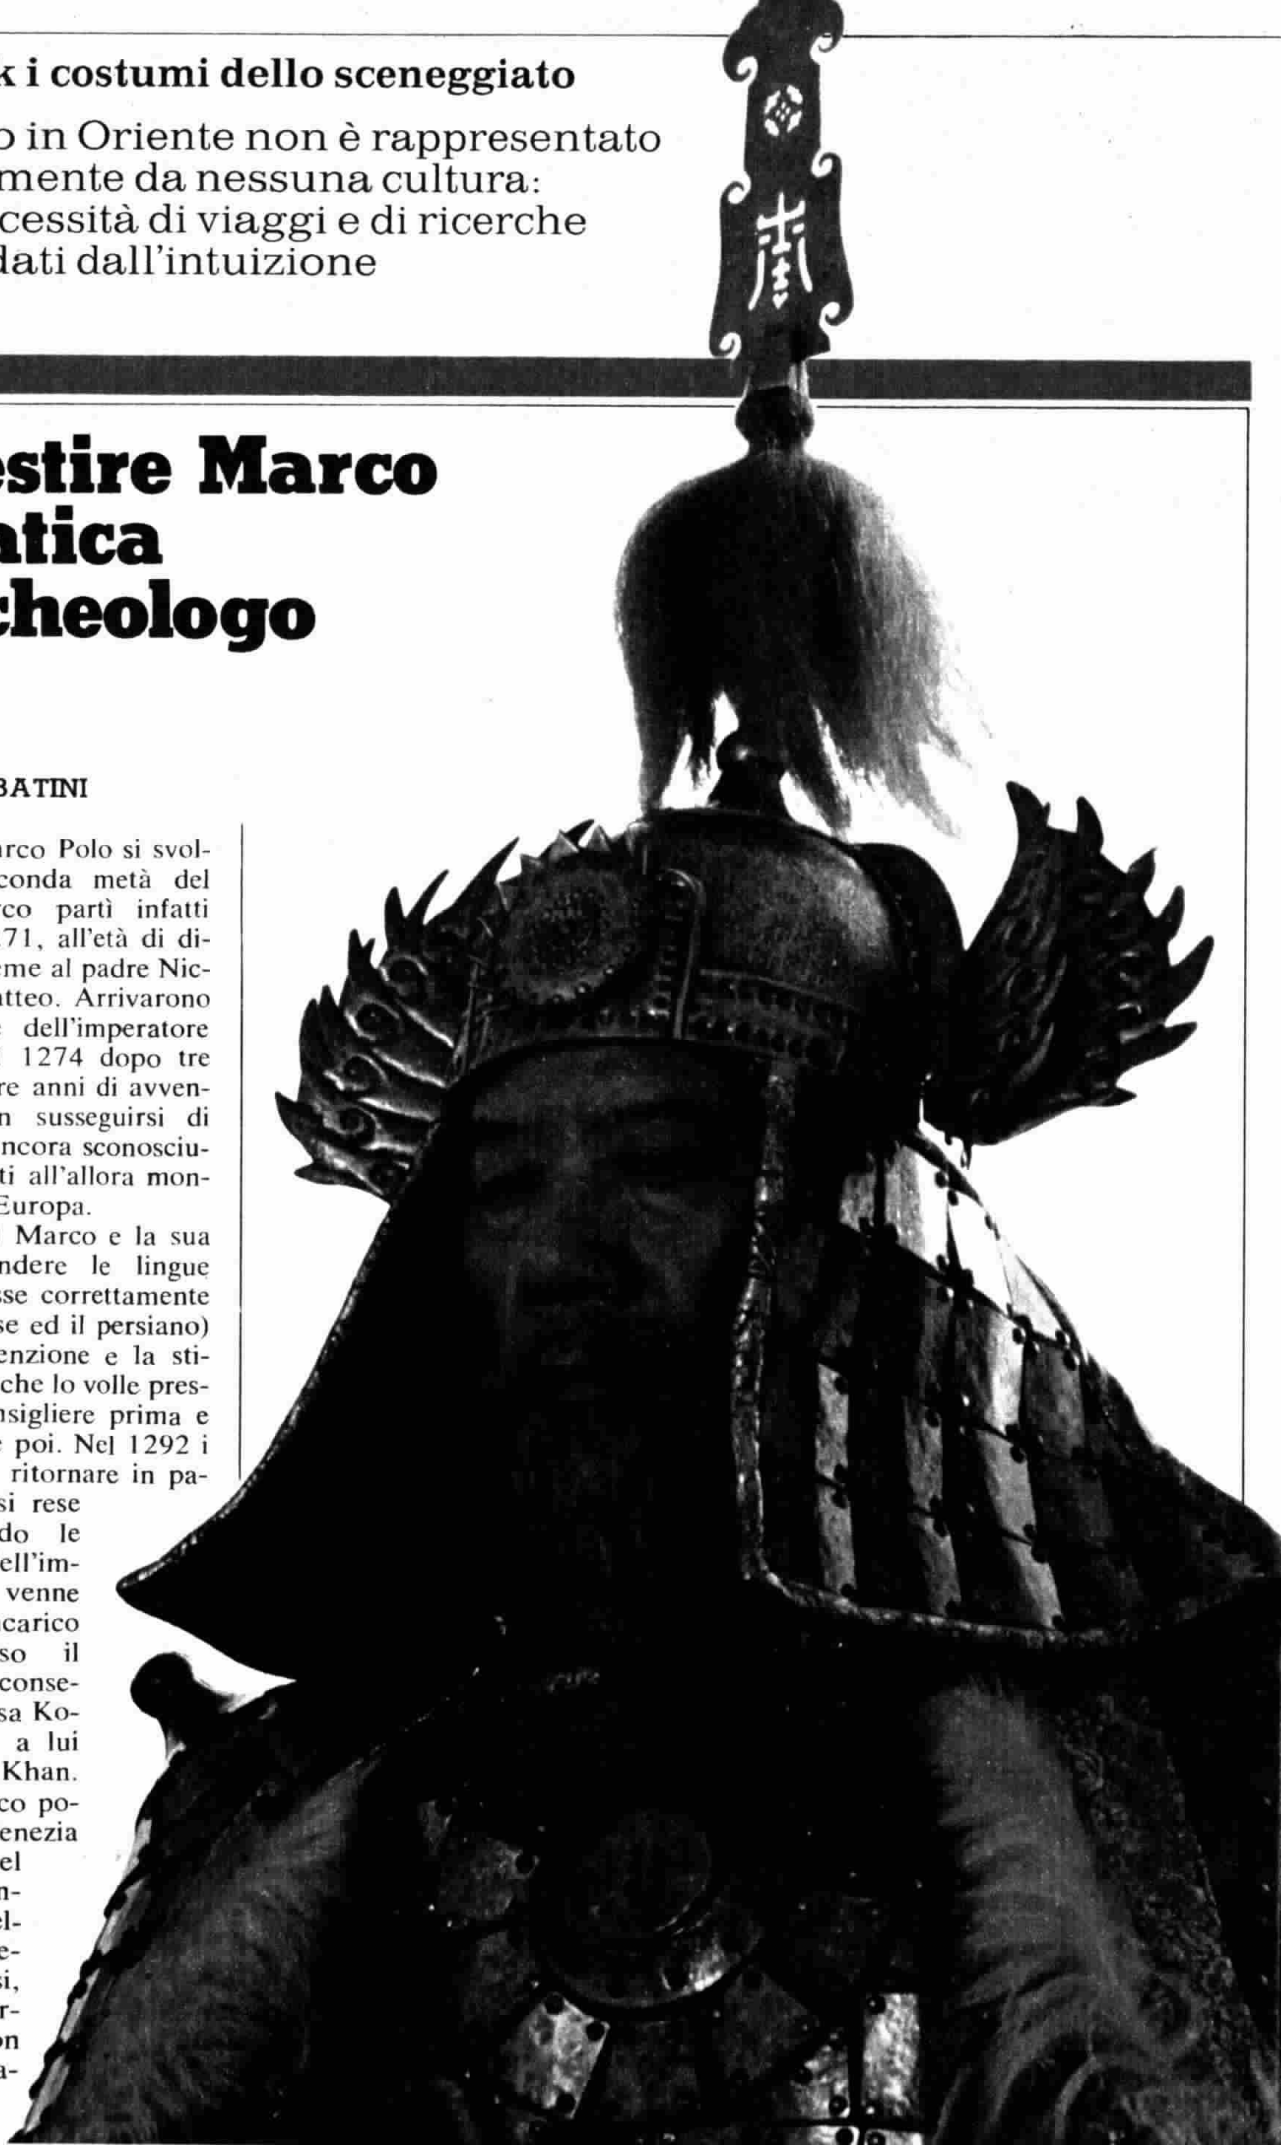 i costumi dello sceneggiato
in Oriente non è rappresentato
mente da nessuna cultura:
cessità di viaggi e di ricerche
dati dall'intuizione
estire Marco
atica
cheologo
BATINI
arco Polo si svol-
conda metà del
co partì infatti
71, all'età di di-
eme al padre Nic-
atteo. Arrivarono
dell'imperatore
1274 dopo tre
re anni di avven-
n susseguirsi di
ncora sconosciu-
ti all'allora mon-
Europa.
Marco e la sua
ndere le lingue
sse correttamente
se ed il persiano)
enzione e la sti-
che lo volle pres-
nsigliere prima e
poi. Nel 1292 i
ritornare in pa-
si rese
do le
ell'im-
venne
carico
so il
conse-
sa Ko-
a lui
Khan.
co po-
enezia
el
n-
el-
e-
si,
r-
on
a-